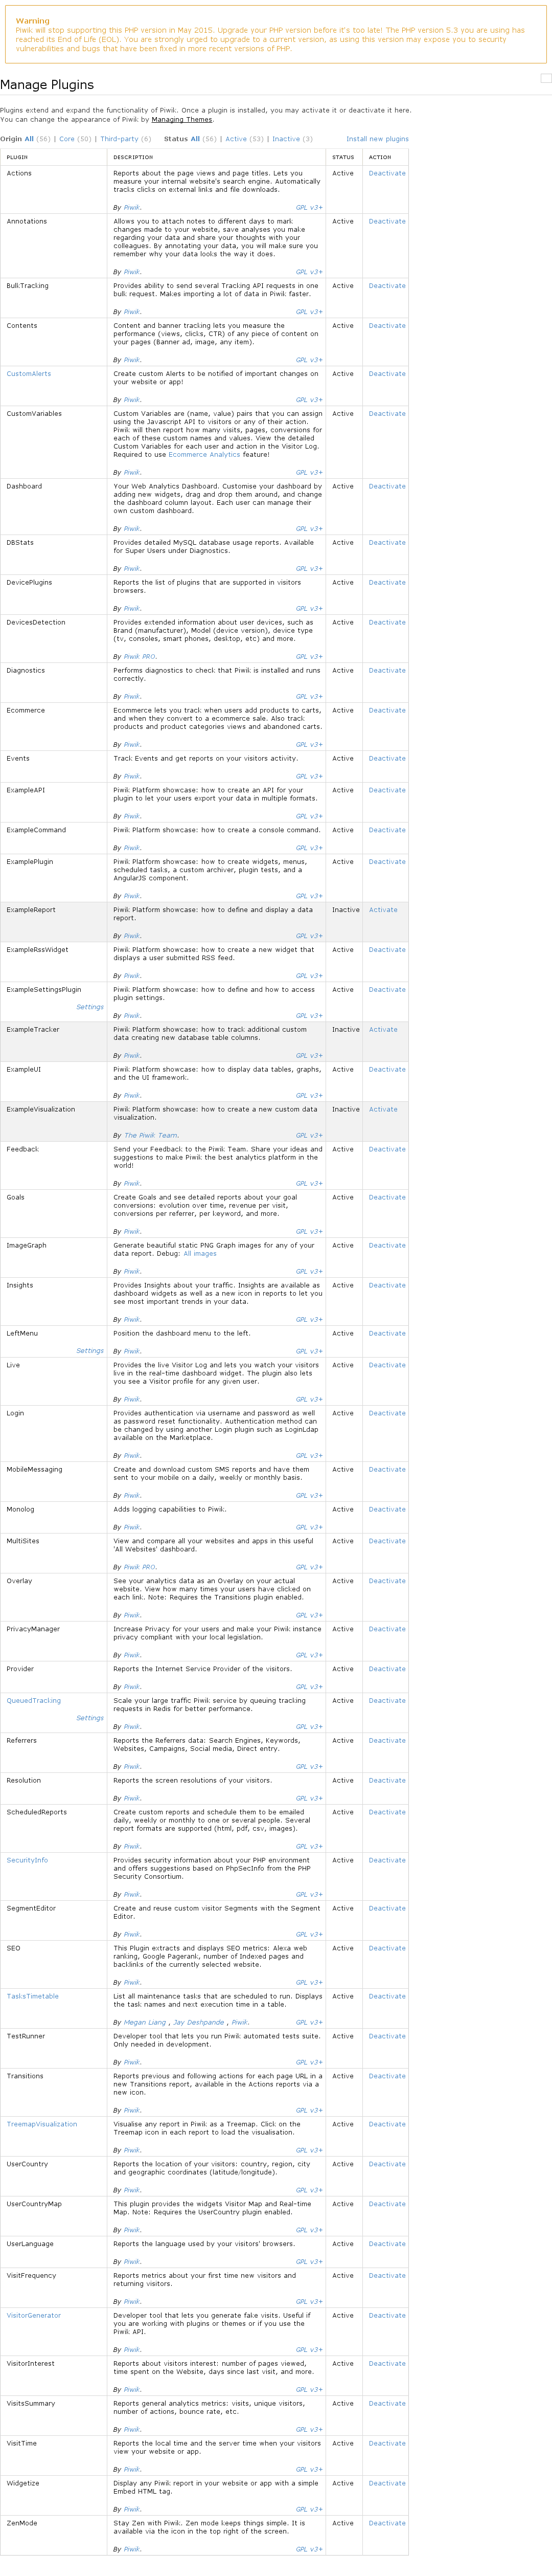 Warning
Piwik will stop supporting this PHP version in May 2015. Upgrade your PHP version before it's too late! The PHP version 5.3 you are using has
reached its End of Life (EOL). You are strongly urged to upgrade to a current version, as using this version may expose you to security
vulnerabilities and bugs that have been fixed in more recent versions of PHP.
Manage Plugins
Plugins extend and expand the functionality of Piwik. Once a plugin is installed, you may activate it or deactivate it here.
You can change the appearance of Piwik by Managing Themes.
Origin All (56) | Core (50) | Third-party (6) Status All (56) | Active (53) | Inactive (3) Install new plugins
PLUGIN DESCRIPTION STATUS ACTION
Actions Reports about the page views and page titles. Lets you Active Deactivate
measure your internal website's search engine. Automatically
tracks clicks on external links and file downloads.
By Piwik. GPL v3+
Annotations Allows you to attach notes to different days to mark Active Deactivate
changes made to your website, save analyses you make
regarding your data and share your thoughts with your
colleagues. By annotating your data, you will make sure you
remember why your data looks the way it does.
By Piwik. GPL v3+
BulkTracking Provides ability to send several Tracking API requests in one Active Deactivate
bulk request. Makes importing a lot of data in Piwik faster.
By Piwik. GPL v3+
Contents Content and banner tracking lets you measure the Active Deactivate
performance (views, clicks, CTR) of any piece of content on
your pages (Banner ad, image, any item).
By Piwik. GPL v3+
CustomAlerts Create custom Alerts to be notified of important changes on Active Deactivate
your website or app!
By Piwik. GPL v3+
CustomVariables Custom Variables are (name, value) pairs that you can assign Active Deactivate
using the Javascript API to visitors or any of their action.
Piwik will then report how many visits, pages, conversions for
each of these custom names and values. View the detailed
Custom Variables for each user and action in the Visitor Log.
Required to use Ecommerce Analytics feature!
By Piwik. GPL v3+
Dashboard Your Web Analytics Dashboard. Customise your dashboard by Active Deactivate
adding new widgets, drag and drop them around, and change
the dashboard column layout. Each user can manage their
own custom dashboard.
By Piwik. GPL v3+
DBStats Provides detailed MySQL database usage reports. Available Active Deactivate
for Super Users under Diagnostics.
By Piwik. GPL v3+
DevicePlugins Reports the list of plugins that are supported in visitors Active Deactivate
browsers.
By Piwik. GPL v3+
DevicesDetection Provides extended information about user devices, such as Active Deactivate
Brand (manufacturer), Model (device version), device type
(tv, consoles, smart phones, desktop, etc) and more.
By Piwik PRO. GPL v3+
Diagnostics Performs diagnostics to check that Piwik is installed and runs Active Deactivate
correctly.
By Piwik. GPL v3+
Ecommerce Ecommerce lets you track when users add products to carts, Active Deactivate
and when they convert to a ecommerce sale. Also track
products and product categories views and abandoned carts.
By Piwik. GPL v3+
Events Track Events and get reports on your visitors activity. Active Deactivate
By Piwik. GPL v3+
ExampleAPI Piwik Platform showcase: how to create an API for your Active Deactivate
plugin to let your users export your data in multiple formats.
By Piwik. GPL v3+
ExampleCommand Piwik Platform showcase: how to create a console command. Active Deactivate
By Piwik. GPL v3+
ExamplePlugin Piwik Platform showcase: how to create widgets, menus, Active Deactivate
scheduled tasks, a custom archiver, plugin tests, and a
AngularJS component.
By Piwik. GPL v3+
ExampleReport Piwik Platform showcase: how to define and display a data Inactive Activate
report.
By Piwik. GPL v3+
ExampleRssWidget Piwik Platform showcase: how to create a new widget that Active Deactivate
displays a user submitted RSS feed.
By Piwik. GPL v3+
ExampleSettingsPlugin Piwik Platform showcase: how to define and how to access Active Deactivate
plugin settings.
Settings
By Piwik. GPL v3+
ExampleTracker Piwik Platform showcase: how to track additional custom Inactive Activate
data creating new database table columns.
By Piwik. GPL v3+
ExampleUI Piwik Platform showcase: how to display data tables, graphs, Active Deactivate
and the UI framework.
By Piwik. GPL v3+
ExampleVisualization Piwik Platform showcase: how to create a new custom data Inactive Activate
visualization.
By The Piwik Team. GPL v3+
Feedback Send your Feedback to the Piwik Team. Share your ideas and Active Deactivate
suggestions to make Piwik the best analytics platform in the
world!
By Piwik. GPL v3+
Goals Create Goals and see detailed reports about your goal Active Deactivate
conversions: evolution over time, revenue per visit,
conversions per referrer, per keyword, and more.
By Piwik. GPL v3+
ImageGraph Generate beautiful static PNG Graph images for any of your Active Deactivate
data report. Debug: All images
By Piwik. GPL v3+
Insights Provides Insights about your traffic. Insights are available as Active Deactivate
dashboard widgets as well as a new icon in reports to let you
see most important trends in your data.
By Piwik. GPL v3+
LeftMenu Position the dashboard menu to the left. Active Deactivate
Settings By Piwik. GPL v3+
Live Provides the live Visitor Log and lets you watch your visitors Active Deactivate
live in the real-time dashboard widget. The plugin also lets
you see a Visitor profile for any given user.
By Piwik. GPL v3+
Login Provides authentication via username and password as well Active Deactivate
as password reset functionality. Authentication method can
be changed by using another Login plugin such as LoginLdap
available on the Marketplace.
By Piwik. GPL v3+
MobileMessaging Create and download custom SMS reports and have them Active Deactivate
sent to your mobile on a daily, weekly or monthly basis.
By Piwik. GPL v3+
Monolog Adds logging capabilities to Piwik. Active Deactivate
By Piwik. GPL v3+
MultiSites View and compare all your websites and apps in this useful Active Deactivate
'All Websites' dashboard.
By Piwik PRO. GPL v3+
Overlay See your analytics data as an Overlay on your actual Active Deactivate
website. View how many times your users have clicked on
each link. Note: Requires the Transitions plugin enabled.
By Piwik. GPL v3+
PrivacyManager Increase Privacy for your users and make your Piwik instance Active Deactivate
privacy compliant with your local legislation.
By Piwik. GPL v3+
Provider Reports the Internet Service Provider of the visitors. Active Deactivate
By Piwik. GPL v3+
QueuedTracking Scale your large traffic Piwik service by queuing tracking Active Deactivate
requests in Redis for better performance.
Settings
By Piwik. GPL v3+
Referrers Reports the Referrers data: Search Engines, Keywords, Active Deactivate
Websites, Campaigns, Social media, Direct entry.
By Piwik. GPL v3+
Resolution Reports the screen resolutions of your visitors. Active Deactivate
By Piwik. GPL v3+
ScheduledReports Create custom reports and schedule them to be emailed Active Deactivate
daily, weekly or monthly to one or several people. Several
report formats are supported (html, pdf, csv, images).
By Piwik. GPL v3+
SecurityInfo Provides security information about your PHP environment Active Deactivate
and offers suggestions based on PhpSecInfo from the PHP
Security Consortium.
By Piwik. GPL v3+
SegmentEditor Create and reuse custom visitor Segments with the Segment Active Deactivate
Editor.
By Piwik. GPL v3+
SEO This Plugin extracts and displays SEO metrics: Alexa web Active Deactivate
ranking, Google Pagerank, number of Indexed pages and
backlinks of the currently selected website.
By Piwik. GPL v3+
TasksTimetable List all maintenance tasks that are scheduled to run. Displays Active Deactivate
the task names and next execution time in a table.
By Megan Liang , Jay Deshpande , Piwik. GPL v3+
TestRunner Developer tool that lets you run Piwik automated tests suite. Active Deactivate
Only needed in development.
By Piwik. GPL v3+
Transitions Reports previous and following actions for each page URL in a Active Deactivate
new Transitions report, available in the Actions reports via a
new icon.
By Piwik. GPL v3+
TreemapVisualization Visualise any report in Piwik as a Treemap. Click on the Active Deactivate
Treemap icon in each report to load the visualisation.
By Piwik. GPL v3+
UserCountry Reports the location of your visitors: country, region, city Active Deactivate
and geographic coordinates (latitude/longitude).
By Piwik. GPL v3+
UserCountryMap This plugin provides the widgets Visitor Map and Real-time Active Deactivate
Map. Note: Requires the UserCountry plugin enabled.
By Piwik. GPL v3+
UserLanguage Reports the language used by your visitors' browsers. Active Deactivate
By Piwik. GPL v3+
VisitFrequency Reports metrics about your first time new visitors and Active Deactivate
returning visitors.
By Piwik. GPL v3+
VisitorGenerator Developer tool that lets you generate fake visits. Useful if Active Deactivate
you are working with plugins or themes or if you use the
Piwik API.
By Piwik. GPL v3+
VisitorInterest Reports about visitors interest: number of pages viewed, Active Deactivate
time spent on the Website, days since last visit, and more.
By Piwik. GPL v3+
VisitsSummary Reports general analytics metrics: visits, unique visitors, Active Deactivate
number of actions, bounce rate, etc.
By Piwik. GPL v3+
VisitTime Reports the local time and the server time when your visitors Active Deactivate
view your website or app.
By Piwik. GPL v3+
Widgetize Display any Piwik report in your website or app with a simple Active Deactivate
Embed HTML tag.
By Piwik. GPL v3+
ZenMode Stay Zen with Piwik. Zen mode keeps things simple. It is Active Deactivate
available via the icon in the top right of the screen.
By Piwik. GPL v3+